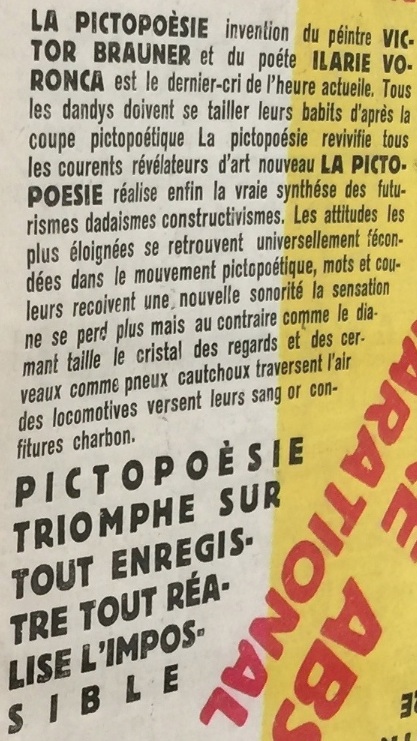 LA PICTOPOÈSIE invention du péintre VIC-
TOR BRAUNER et du poéte ILARIE VO-
RONCA est le dernier-cri de l'heure actueile. Tous
les dandys doivent se tailler leurs babits d'après la
coupe pictopoétique La pictopoésie revivifie tous
les courents révélateurs d'art nouveau LA PICTO-
POESIE réalise enfin la vraie synthése des futu-
rismes dadaismes constructivismes. Les attitudes les
plus éloignées se retrouvent universellement fécon-
dées dans le mouvement pictopoétique, mots et cou-
leurs recoivent une nouvelle sonorité la sensation
ne se perd plus mais au contraire comme le dia-
mant taille le cristal des regards et des cer-
veaux comme pneux cautchoux traversent l'air
des locomotives versent leurs sang or con-
fitures charbon.
PICTOPOÈSIE
TRIOMPHE SUR
TOUT ENREGIS-
TRE TOUT RÉA-
LISE L'IMPOS-
SIBLE
ARATIONAL
ABS